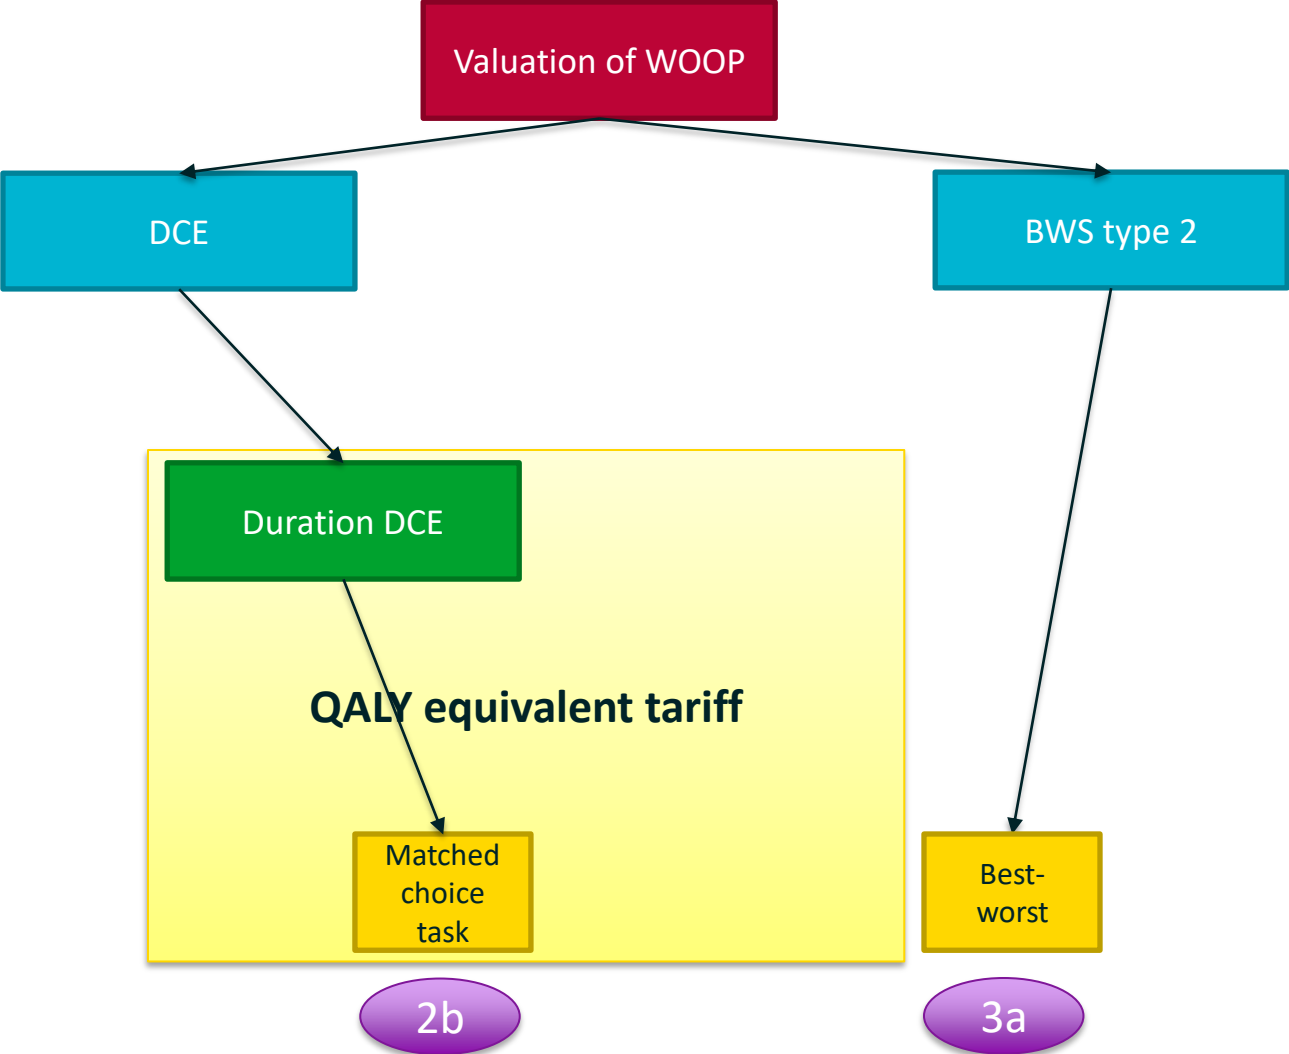 Valuation of WOOP
DCE
BWS type 2
Duration DCE
QALY equivalent tariff
Matched
choice
task
Best-
worst
2b
3a